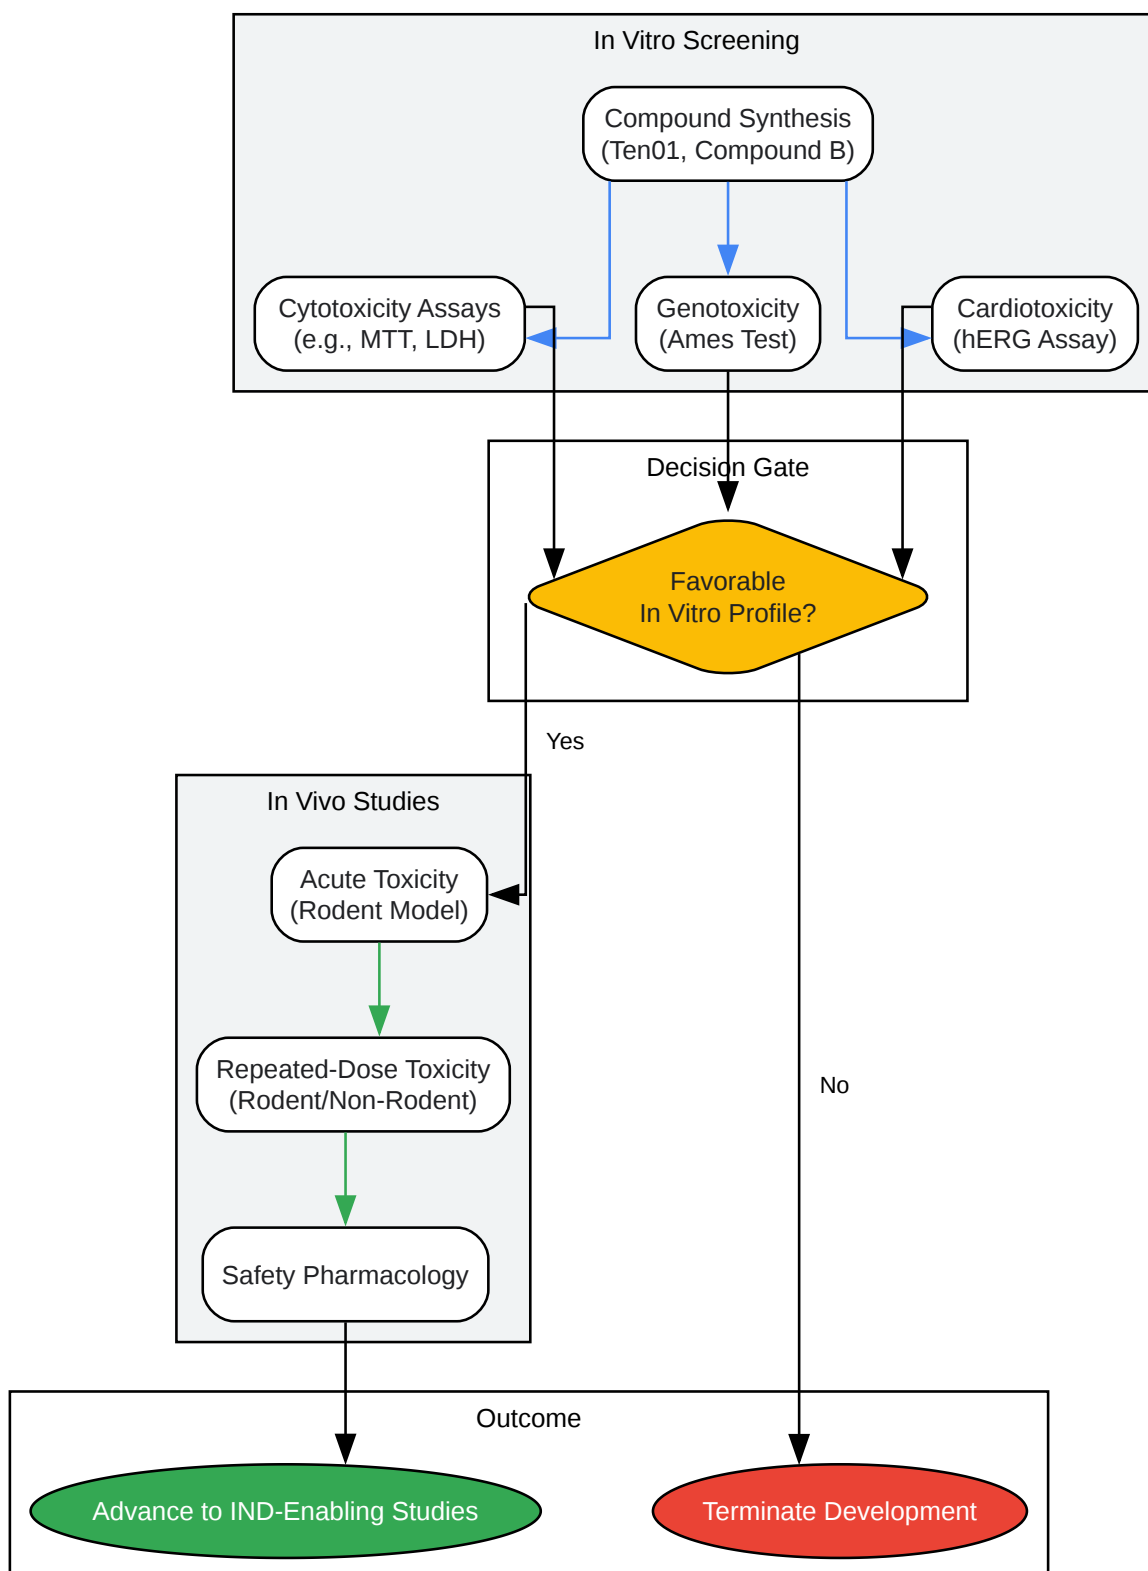 In Vitro Screening
Compound Synthesis
(Ten01, Compound B)
Cytotoxicity Assays
(e.g., MTT, LDH)
Genotoxicity
(Ames Test)
Cardiotoxicity
(hERG Assay)
Decision Gate
Favorable
In Vitro Profile?
Yes
In Vivo Studies
Acute Toxicity
(Rodent Model)
Repeated-Dose Toxicity
(Rodent/Non-Rodent)
No
Safety Pharmacology
Outcome
Advance to IND-Enabling Studies
Terminate Development